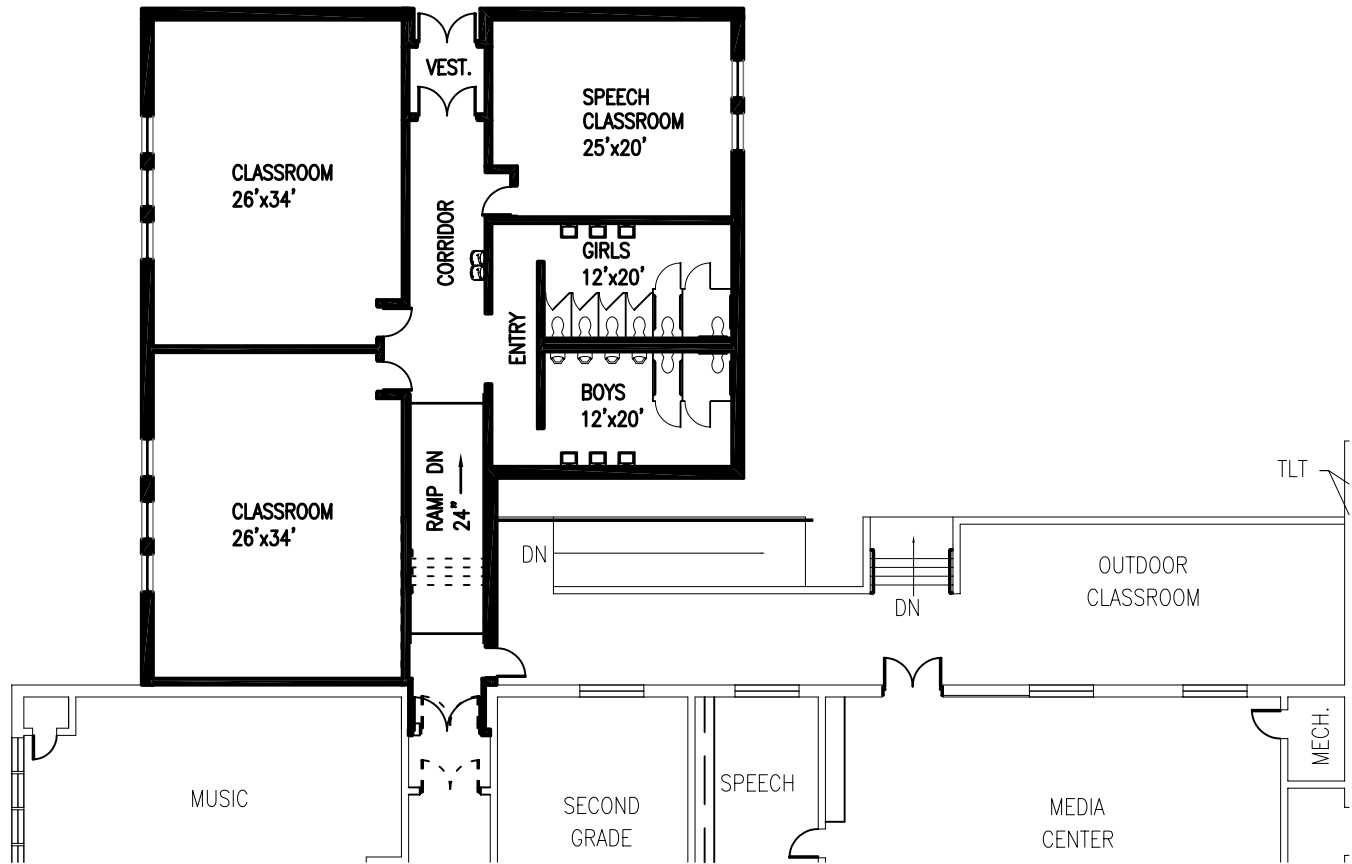 VEST.
SPEECH
CLASSROOM
25'x20'
CLASSROOM
26'x34'
CORRIDOR
GIRLS
12'x20'
ENTRY
BOYS
12'x20'
RAMP DN
24"
CLASSROOM
26'x34'
TLT
DN
DN
OUTDOOR
CLASSROOM
MUSIC
SECOND
GRADE
SPEECH
MEDIA
CENTER
MECH.